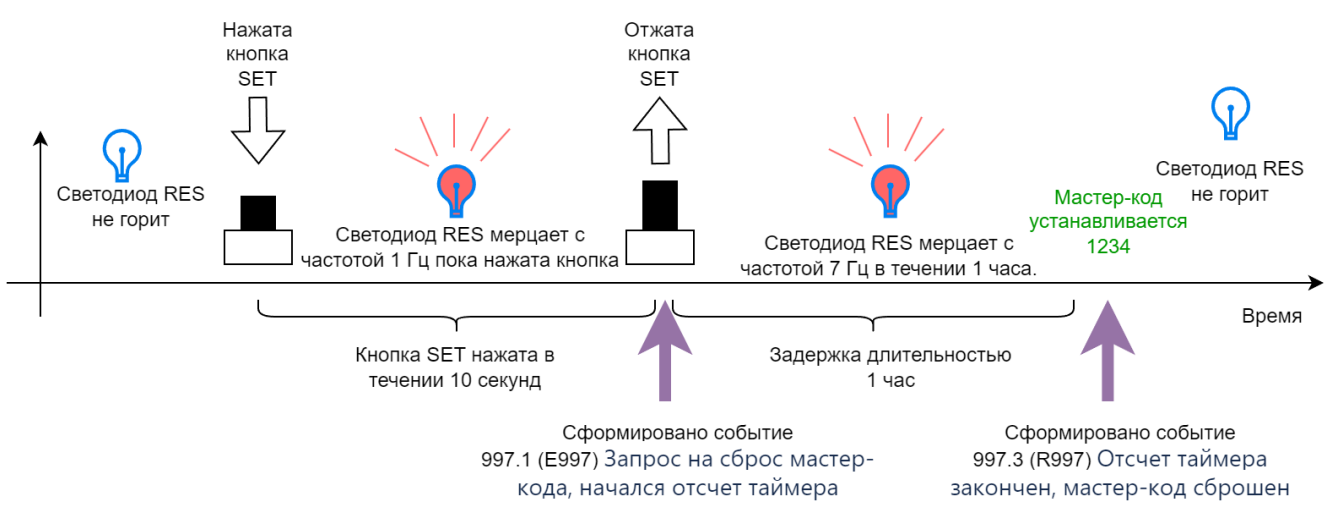 Нажата
кнопка
SET
Отжата
кнопка
SET
Светодиод RES
не горит
Светодиод RES мерцает с
частотой 1 Гц пока нажата кнопка
Светодиод RES мерцает с
частотой 7 Гц в течении 1 часа.
Мастер-код
устанавливается
1234
Светодиод RES
не горит
Время
Кнопка SET нажата в
течении 10 секунд
Задержка длительностью
1 час
Сформировано событие
997.1 (E997) Запрос на сброс мастер-
кода, начался отсчет таймера
Сформировано событие
997.3 (R997) Отсчет таймера
закончен, мастер-код сброшен